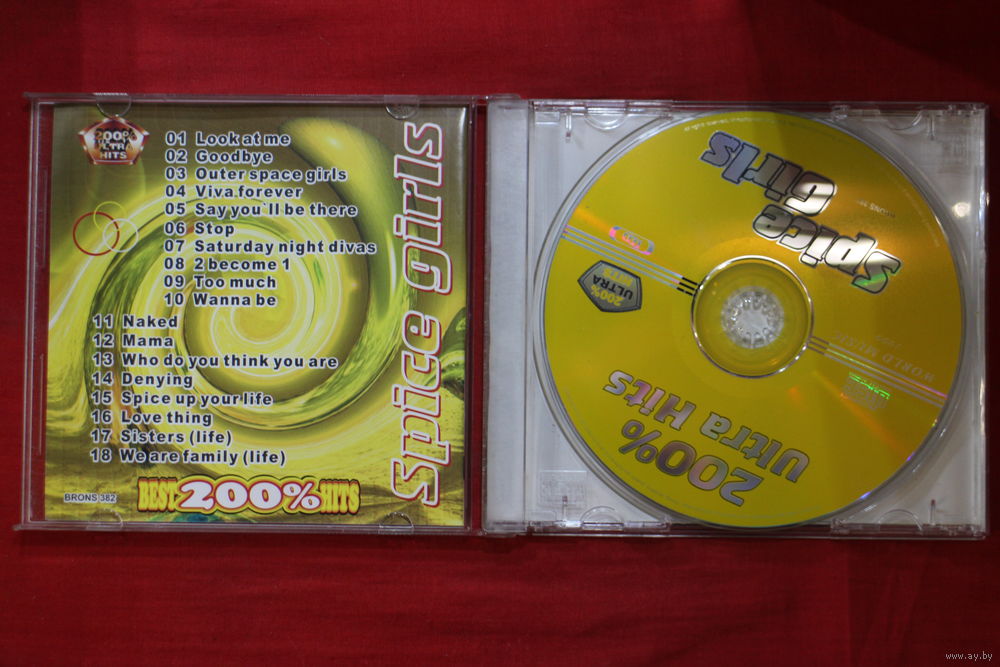 200%
ULTRA
HITS
01 Look at me
02 Goodbye
03 Outer space girls
04 Viva forever
05 Say you`ll be there
06 Stop
07 Saturday night divas
08 2 become 1
09 Too much
10 Wanna be
11 Naked
12 Mama
13 Who do you think you are
14 Denying
15 Spice up your life
16 Love thing
17 Sisters (life)
18 We are family (life)
BRONS 382
BEST 200% HITS
Spice girls
Spice
Girls
200%
ULTRA
HITS
WORLD MUSIC
200%
Ultra Hits
www.ay.by